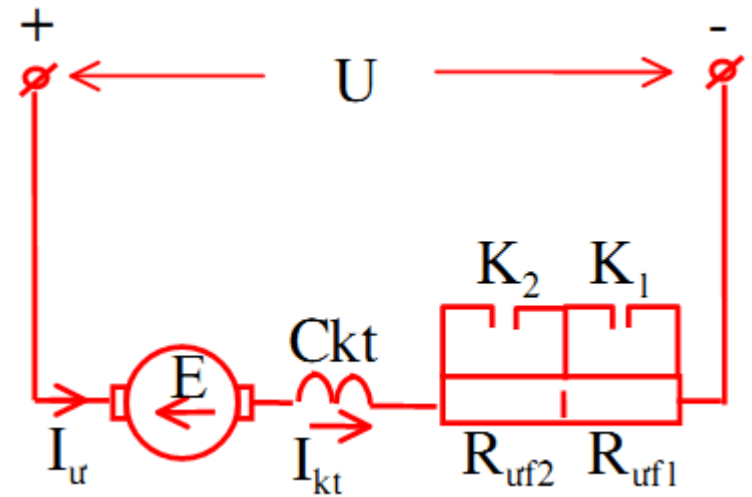 + -
U
K₂ K₁
E Ckt
Iư Ikt Rưf2 Rưf1